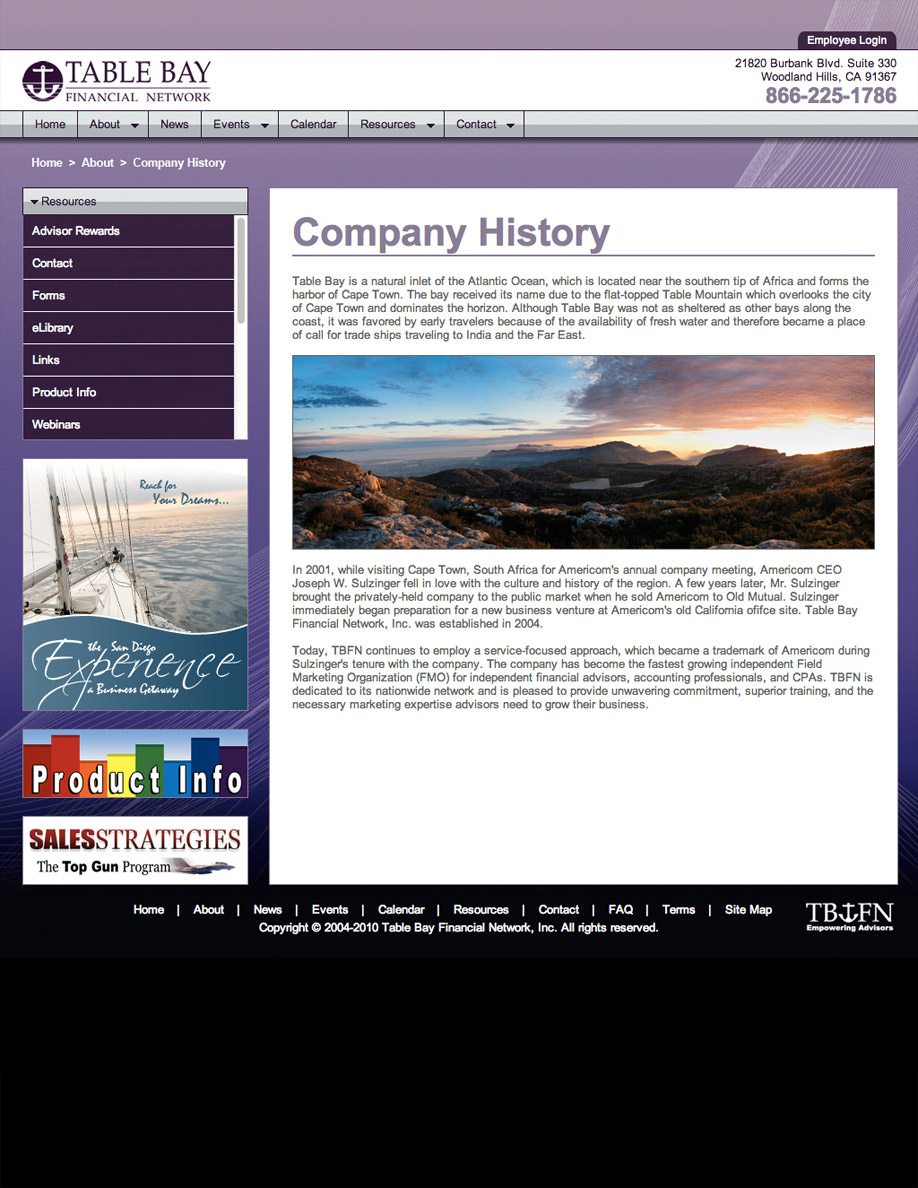 Employee Login
TABLE BAY
FINANCIAL NETWORK
21820 Burbank Blvd. Suite 330
Woodland Hills, CA 91367
866-225-1786
Home About News Events Calendar Resources Contact
Home > About > Company History
Resources
Advisor Rewards
Contact
Forms
eLibrary
Links
Product Info
Webinars
Reach for
Your Dreams...
the San Diego
Experience
a Business Getaway
Product Info
SALESSTRATEGIES
The Top Gun Program
Company History
Table Bay is a natural inlet of the Atlantic Ocean, which is located near the southern tip of Africa and forms the
harbor of Cape Town. The bay received its name due to the flat-topped Table Mountain which overlooks the city
of Cape Town and dominates the horizon. Although Table Bay was not as sheltered as other bays along the
coast, it was favored by early travelers because of the availability of fresh water and therefore became a place
of call for trade ships traveling to India and the Far East.
In 2001, while visiting Cape Town, South Africa for Americom's annual company meeting, Americom CEO
Joseph W. Sulzinger fell in love with the culture and history of the region. A few years later, Mr. Sulzinger
brought the privately-held company to the public market when he sold Americom to Old Mutual. Sulzinger
immediately began preparation for a new business venture at Americom's old California ofifce site. Table Bay
Financial Network, Inc. was established in 2004.
Today, TBFN continues to employ a service-focused approach, which became a trademark of Americom during
Sulzinger's tenure with the company. The company has become the fastest growing independent Field
Marketing Organization (FMO) for independent financial advisors, accounting professionals, and CPAs. TBFN is
dedicated to its nationwide network and is pleased to provide unwavering commitment, superior training, and the
necessary marketing expertise advisors need to grow their business.
Home | About | News | Events | Calendar | Resources | Contact | FAQ | Terms | Site Map
Copyright © 2004-2010 Table Bay Financial Network, Inc. All rights reserved.
TBFN
Empowering Advisors